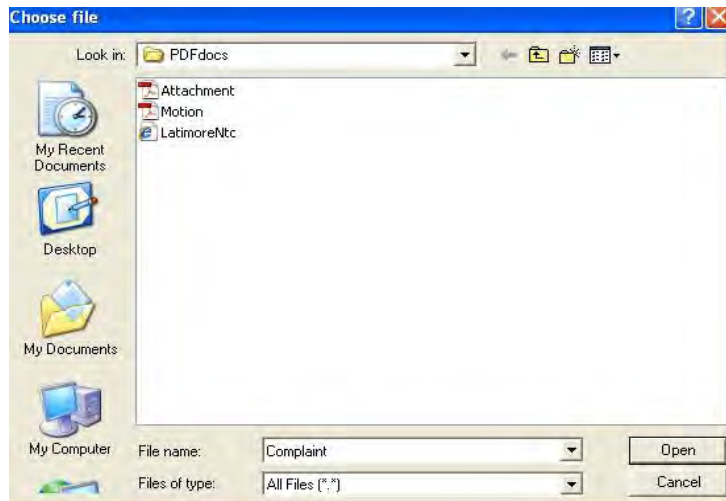 Choose file
Look in: PDFdocs
Attachment
Motion
LatimoreNtc
My Recent
Documents
Desktop
My Documents
My Computer
File name: Complaint Open
Files of type: All Files (*.*) Cancel